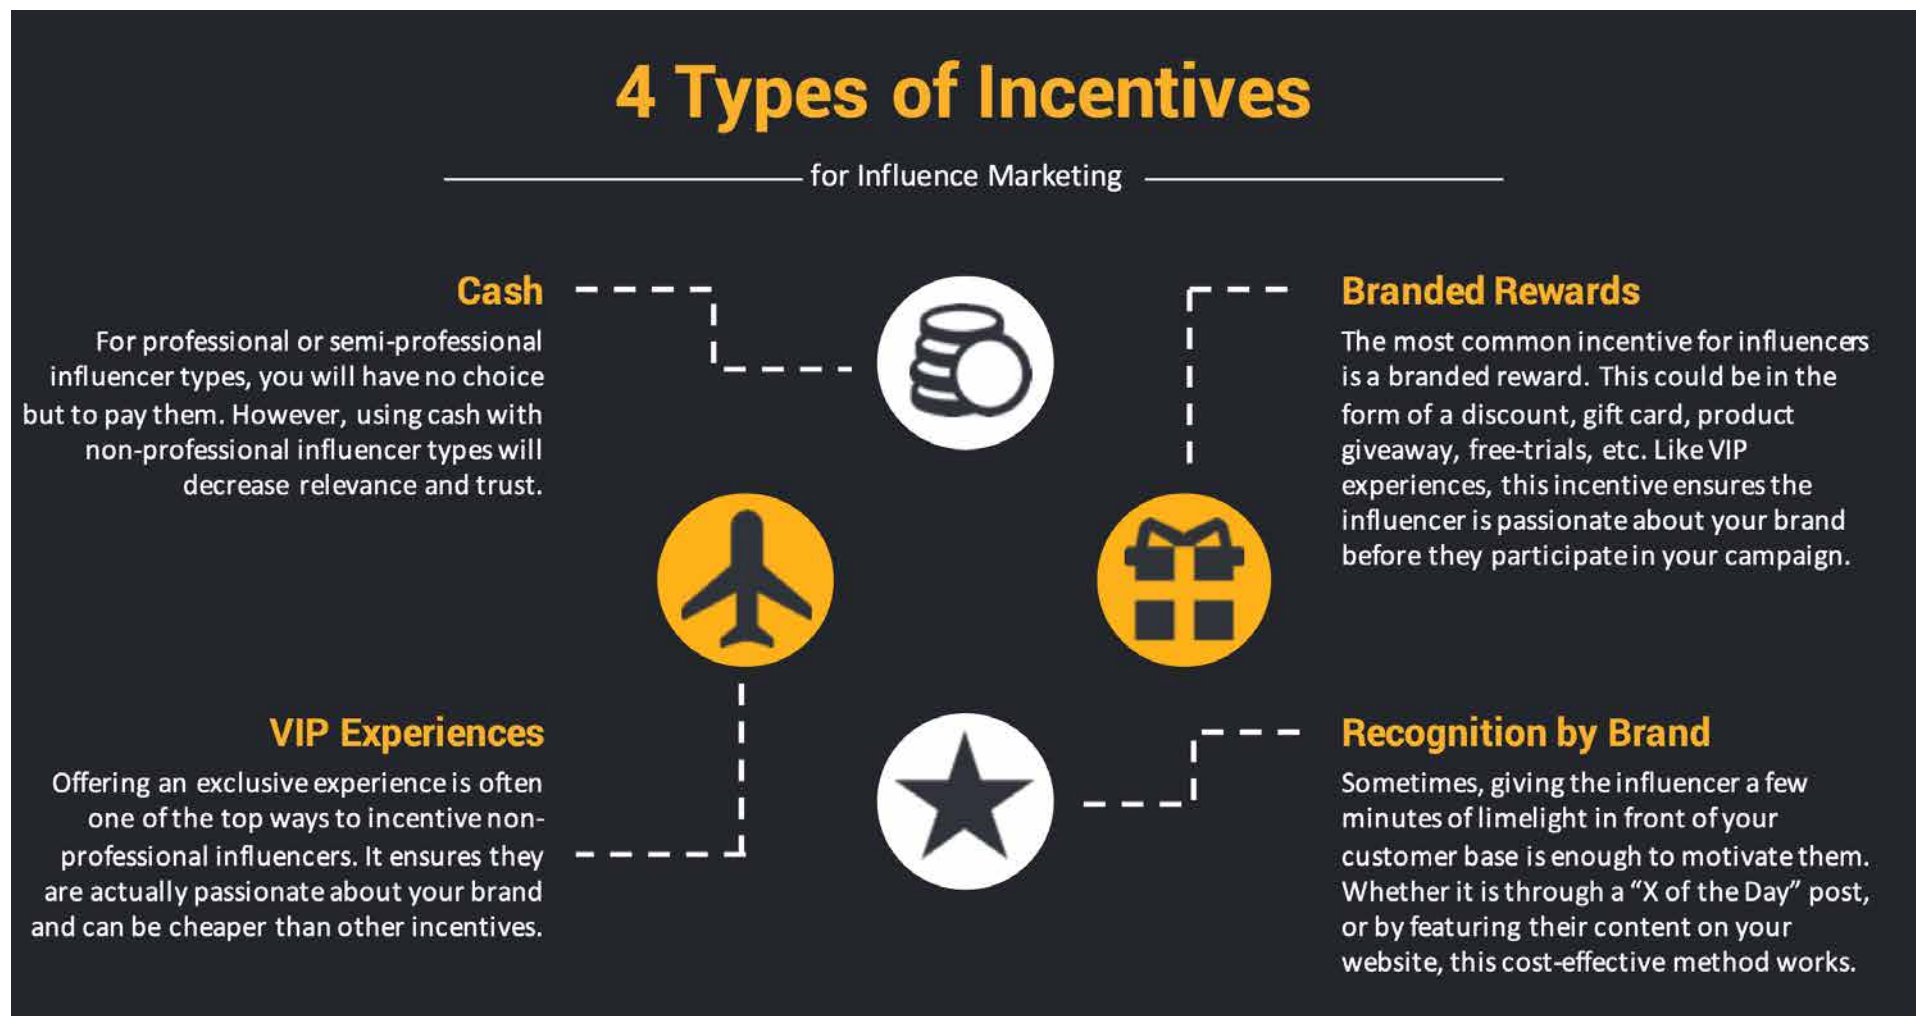 4 Types of Incentives
for Influence Marketing
Cash
For professional or semi-professional
influencer types, you will have no choice
but to pay them. However, using cash with
non-professional influencer types will
decrease relevance and trust.
Branded Rewards
The most common incentive for influencers
is a branded reward. This could be in the
form of a discount, gift card, product
giveaway, free-trials, etc. Like VIP
experiences, this incentive ensures the
influencer is passionate about your brand
before they participate in your campaign.
VIP Experiences
Offering an exclusive experience is often
one of the top ways to incentive non-
professional influencers. It ensures they
are actually passionate about your brand
and can be cheaper than other incentives.
Recognition by Brand
Sometimes, giving the influencer a few
minutes of limelight in front of your
customer base is enough to motivate them.
Whether it is through a “X of the Day” post,
or by featuring their content on your
website, this cost-effective method works.